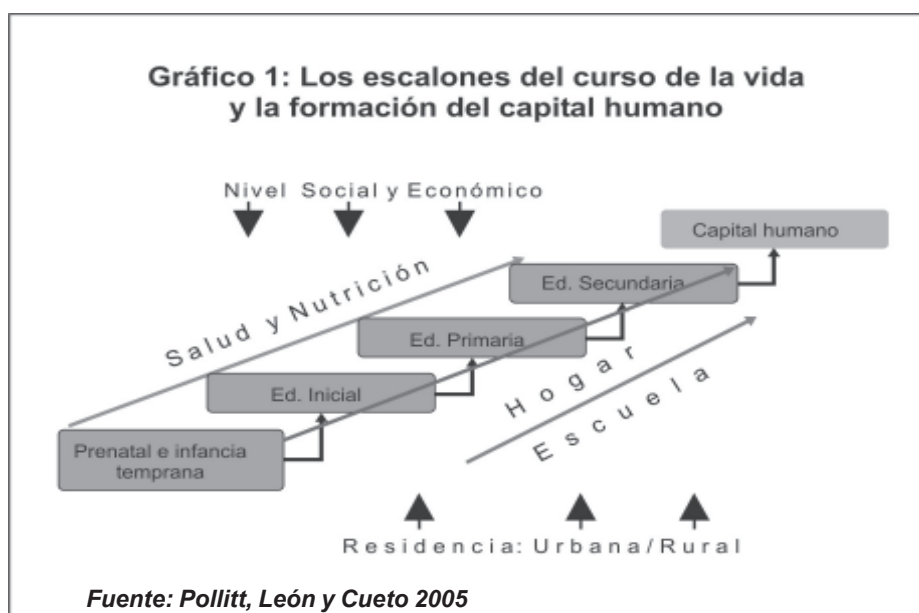 Gráfico 1: Los escalones del curso de la vida
y la formación del capital humano
Nivel Social y Económico
Capital humano
Salud y Nutrición
Ed. Secundaria
Ed. Primaria
Ed. Inicial
Hogar
Escuela
Prenatal e infancia
temprana
Residencia: Urbana/Rural
Fuente: Pollitt, León y Cueto 2005